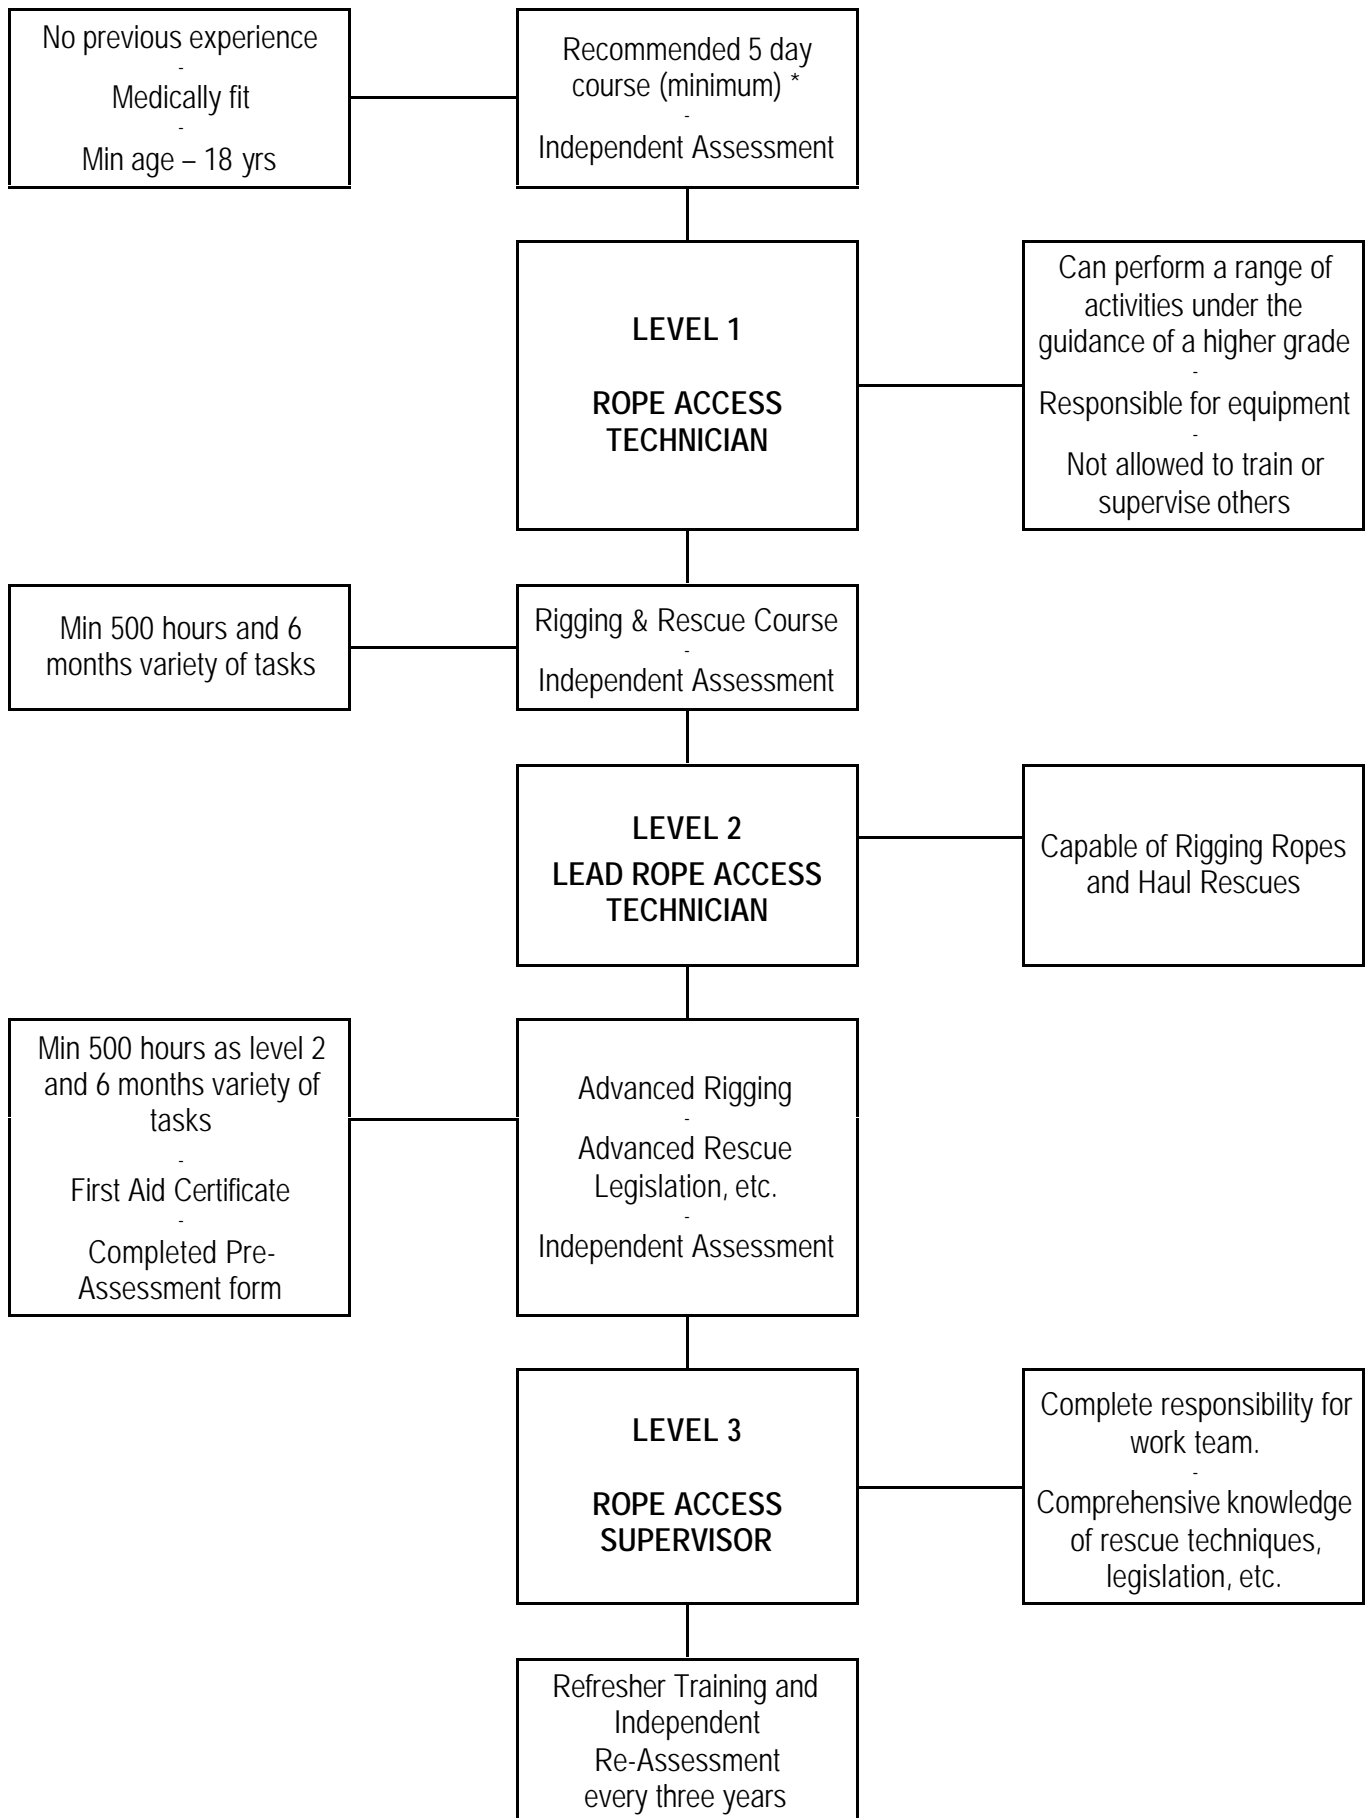 No previous experience
-
Medically fit
-
Min age – 18 yrs
Recommended 5 day
course (minimum) *
-
Independent Assessment
LEVEL 1
ROPE ACCESS
TECHNICIAN
Can perform a range of
activities under the
guidance of a higher grade
-
Responsible for equipment
-
Not allowed to train or
supervise others
Min 500 hours and 6
months variety of tasks
Rigging & Rescue Course
-
Independent Assessment
LEVEL 2
LEAD ROPE ACCESS
TECHNICIAN
Capable of Rigging Ropes
and Haul Rescues
Min 500 hours as level 2
and 6 months variety of
tasks
-
First Aid Certificate
-
Completed Pre-
Assessment form
Advanced Rigging
-
Advanced Rescue
Legislation, etc.
-
Independent Assessment
LEVEL 3
ROPE ACCESS
SUPERVISOR
Complete responsibility for
work team.
-
Comprehensive knowledge
of rescue techniques,
legislation, etc.
Refresher Training and
Independent
Re-Assessment
every three years